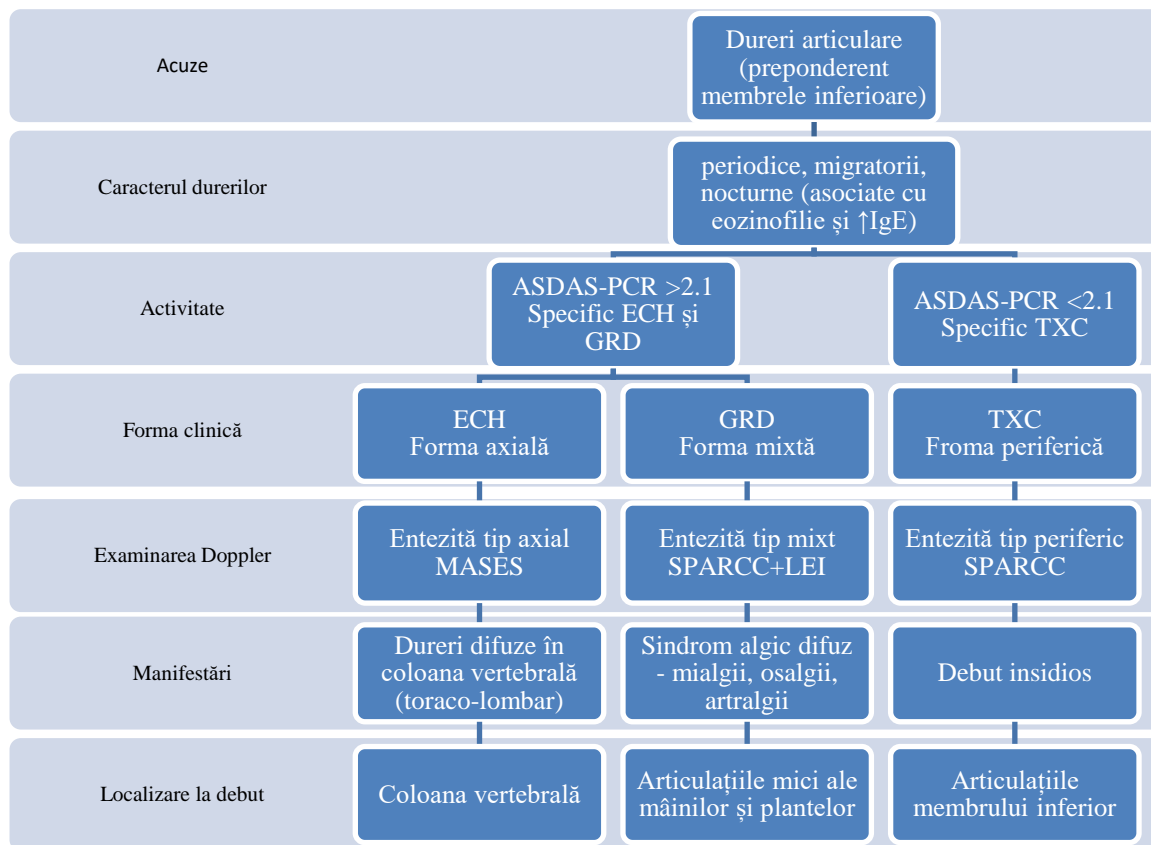 Acuze
Dureri articulare
(preponderent
membrele inferioare)
Caracterul durerilor
periodice, migratorii,
nocturne (asociate cu
eozinofilie și ↑IgE)
Activitate
ASDAS-PCR >2.1
Specific ECH și
GRD
ASDAS-PCR <2.1
Specific TXC
Forma clinică
ECH
Forma axială
GRD
Forma mixtă
TXC
Froma periferică
Examinarea Doppler
Entezită tip axial
MASES
Entezită tip mixt
SPARCC+LEI
Entezită tip periferic
SPARCC
Manifestări
Dureri difuze în
coloana vertebrală
(toraco-lombar)
Sindrom algic difuz
- mialgii, osalgii,
artralgii
Debut insidios
Localizare la debut
Coloana vertebrală
Articulațiile mici ale
mâinilor și plantelor
Articulațiile
membrului inferior